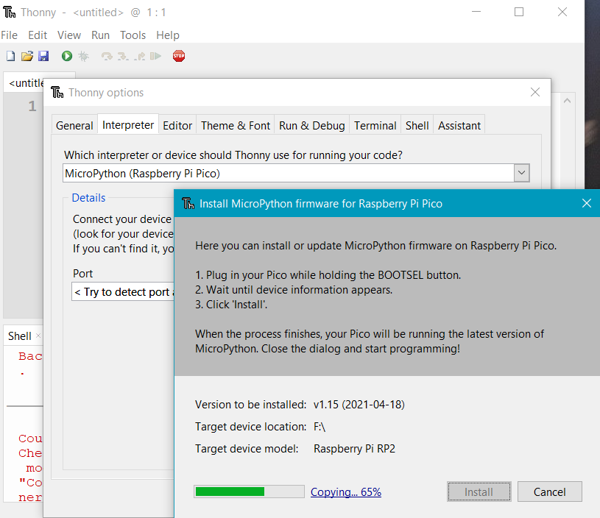 Thonny - <untitled> @ 1 : 1
File Edit View Run Tools Help
STOP
<untitle
Thonny options
1
General Interpreter Editor Theme & Font Run & Debug Terminal Shell Assistant
Which interpreter or device should Thonny use for running your code?
MicroPython (Raspberry Pi Pico)
Details
Connect your device
(look for your device
If you can't find it, you
Port
< Try to detect port a
Install MicroPython firmware for Raspberry Pi Pico
Here you can install or update MicroPython firmware on Raspberry Pi Pico.
1. Plug in your Pico while holding the BOOTSEL button.
2. Wait until device information appears.
3. Click 'Install'.
When the process finishes, your Pico will be running the latest version of
MicroPython. Close the dialog and start programming!
Version to be installed: v1.15 (2021-04-18)
Target device location: F:\
Target device model: Raspberry Pi RP2
Copying... 65%
Install Cancel
Shell
Bac
.
Cou
Che
mo
"Co
ner